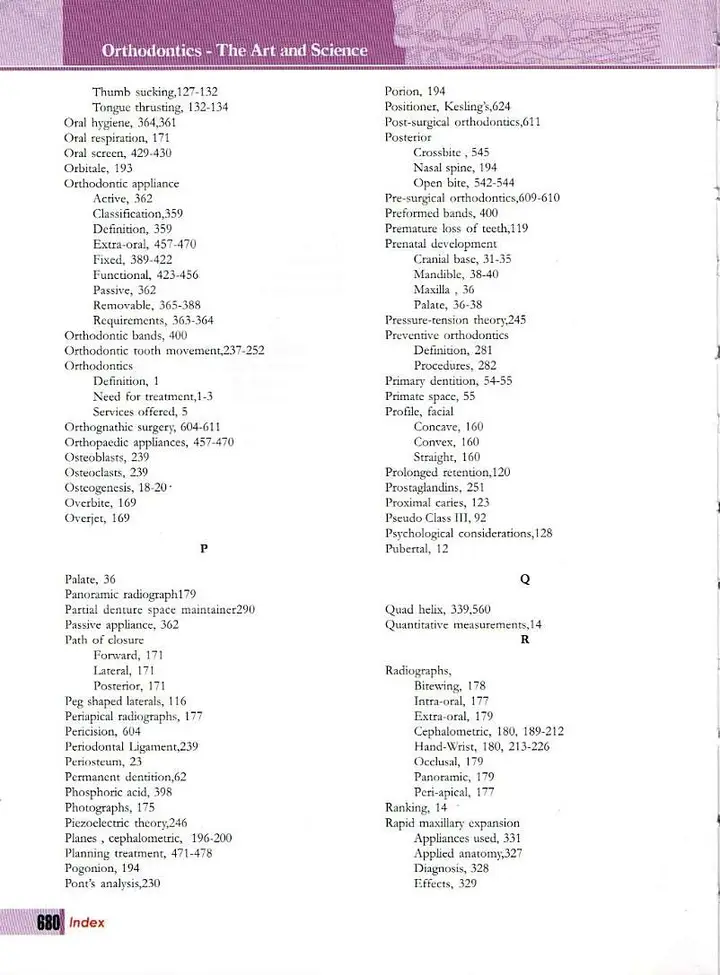 Orthodontics - The Art and Science
Thumb sucking,127-132
Tongue thrusting, 132-134
Oral hygiene, 364,361
Oral respiration, 171
Oral screen, 429-430
Orbitale, 193
Orthodontic appliance
Active, 362
Classification,359
Definition, 359
Extra-oral, 457-470
Fixed, 389-422
Functional, 423-456
Passive, 362
Removable, 365-388
Requirements, 363-364
Orthodontic bands, 400
Orthodontic tooth movement,237-252
Orthodontics
Definition, 1
Need for treatment,1-3
Services offered, 5
Orthognathic surgery, 604-611
Orthopaedic appliances, 457-470
Osteoblasts, 239
Osteoclasts, 239
Osteogenesis, 18-20
Overbite, 169
Overjet, 169
P
Palate, 36
Panoramic radiograph179
Partial denture space maintainer290
Passive appliance, 362
Path of closure
Forward, 171
Lateral, 171
Posterior, 171
Peg shaped laterals, 116
Periapical radiographs, 177
Pericision, 604
Periodontal Ligament,239
Periosteum, 23
Permanent dentition,62
Phosphoric acid, 398
Photographs, 175
Piezoelectric theory,246
Planes , cephalometric, 196-200
Planning treatment, 471-478
Pogonion, 194
Pont's analysis,230
Porion, 194
Positioner, Kesling's,624
Post-surgical orthodontics,611
Posterior
Crossbite , 545
Nasal spine, 194
Open bite, 542-544
Pre-surgical orthodontics,609-610
Preformed bands, 400
Premature loss of teeth,119
Prenatal development
Cranial base, 31-35
Mandible, 38-40
Maxilla , 36
Palate, 36-38
Pressure-tension theory,245
Preventive orthodontics
Definition, 281
Procedures, 282
Primary dentition, 54-55
Primate space, 55
Profile, facial
Concave, 160
Convex, 160
Straight, 160
Prolonged retention,120
Prostaglandins, 251
Proximal caries, 123
Pseudo Class III, 92
Psychological considerations,128
Pubertal, 12
Q
Quad helix, 339,560
Quantitative measurements,14
R
Radiographs,
Bitewing, 178
Intra-oral, 177
Extra-oral, 179
Cephalometric, 180, 189-212
Hand-Wrist, 180, 213-226
Occlusal, 179
Panoramic, 179
Peri-apical, 177
Ranking, 14
Rapid maxillary expansion
Appliances used, 331
Applied anatomy,327
Diagnosis, 328
Effects, 329
680 Index